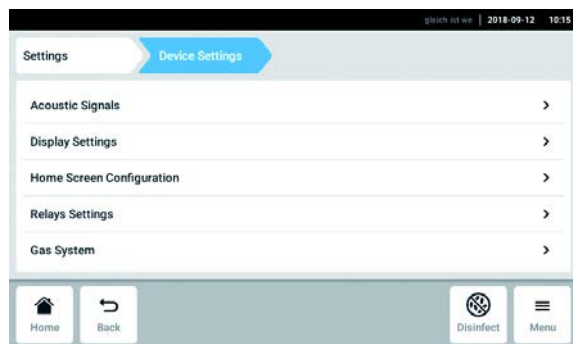 gleich ist we | 2018-09-12 10:15
Settings Device Settings
Acoustic Signals
Display Settings
Home Screen Configuration
Relays Settings
Gas System
Home Back Disinfect Menu